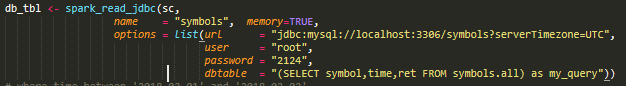 db_tbl <- spark_read_jdbc(sc,
name = "symbols", memory=TRUE,
options = list(url = "jdbc:mysql://localhost:3306/symbols?serverTimezone=UTC",
user = "root",
password = "2124",
dbtable = "(SELECT symbol,time,ret FROM symbols.all) as my_query"))